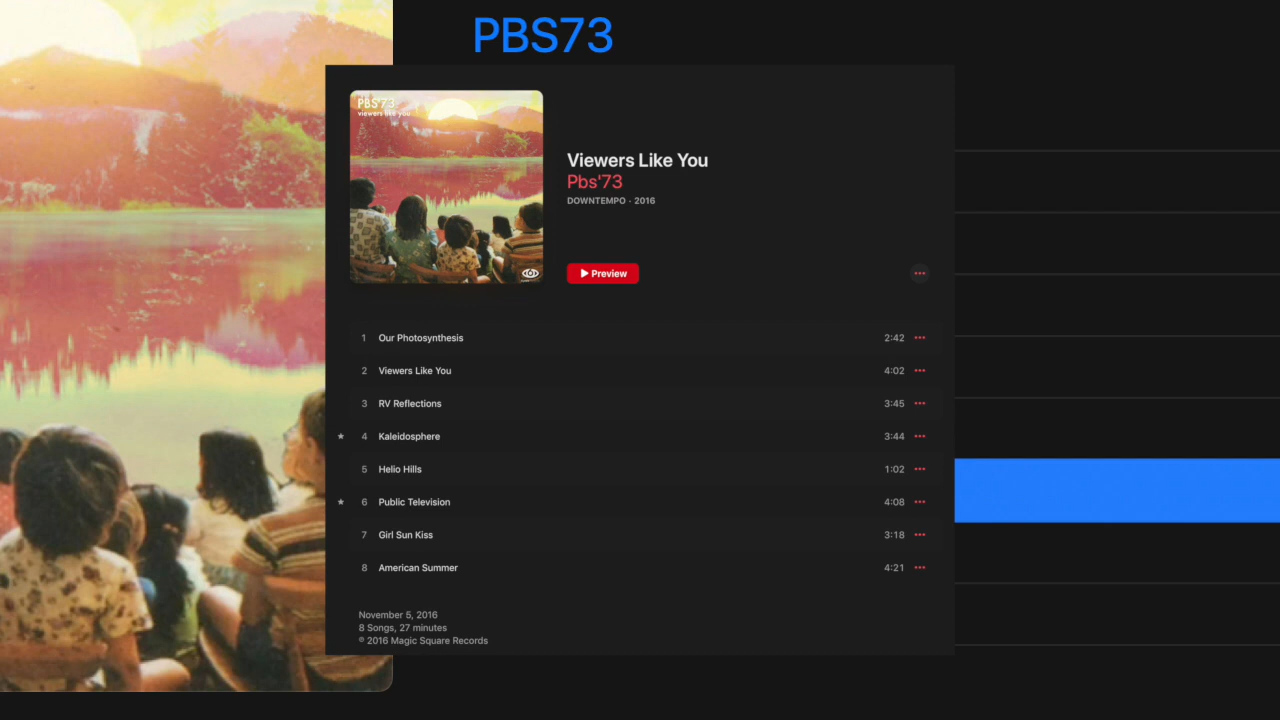 PBS73
PBS'73
viewers like you
Viewers Like You
Pbs'73
DOWNTEMPO · 2016
Preview
1 Our Photosynthesis 2:42
2 Viewers Like You 4:02
3 RV Reflections 3:45
★ 4 Kaleidosphere 3:44
5 Helio Hills 1:02
★ 6 Public Television 4:08
7 Girl Sun Kiss 3:18
8 American Summer 4:21
November 5, 2016
8 Songs, 27 minutes
℗ 2016 Magic Square Records